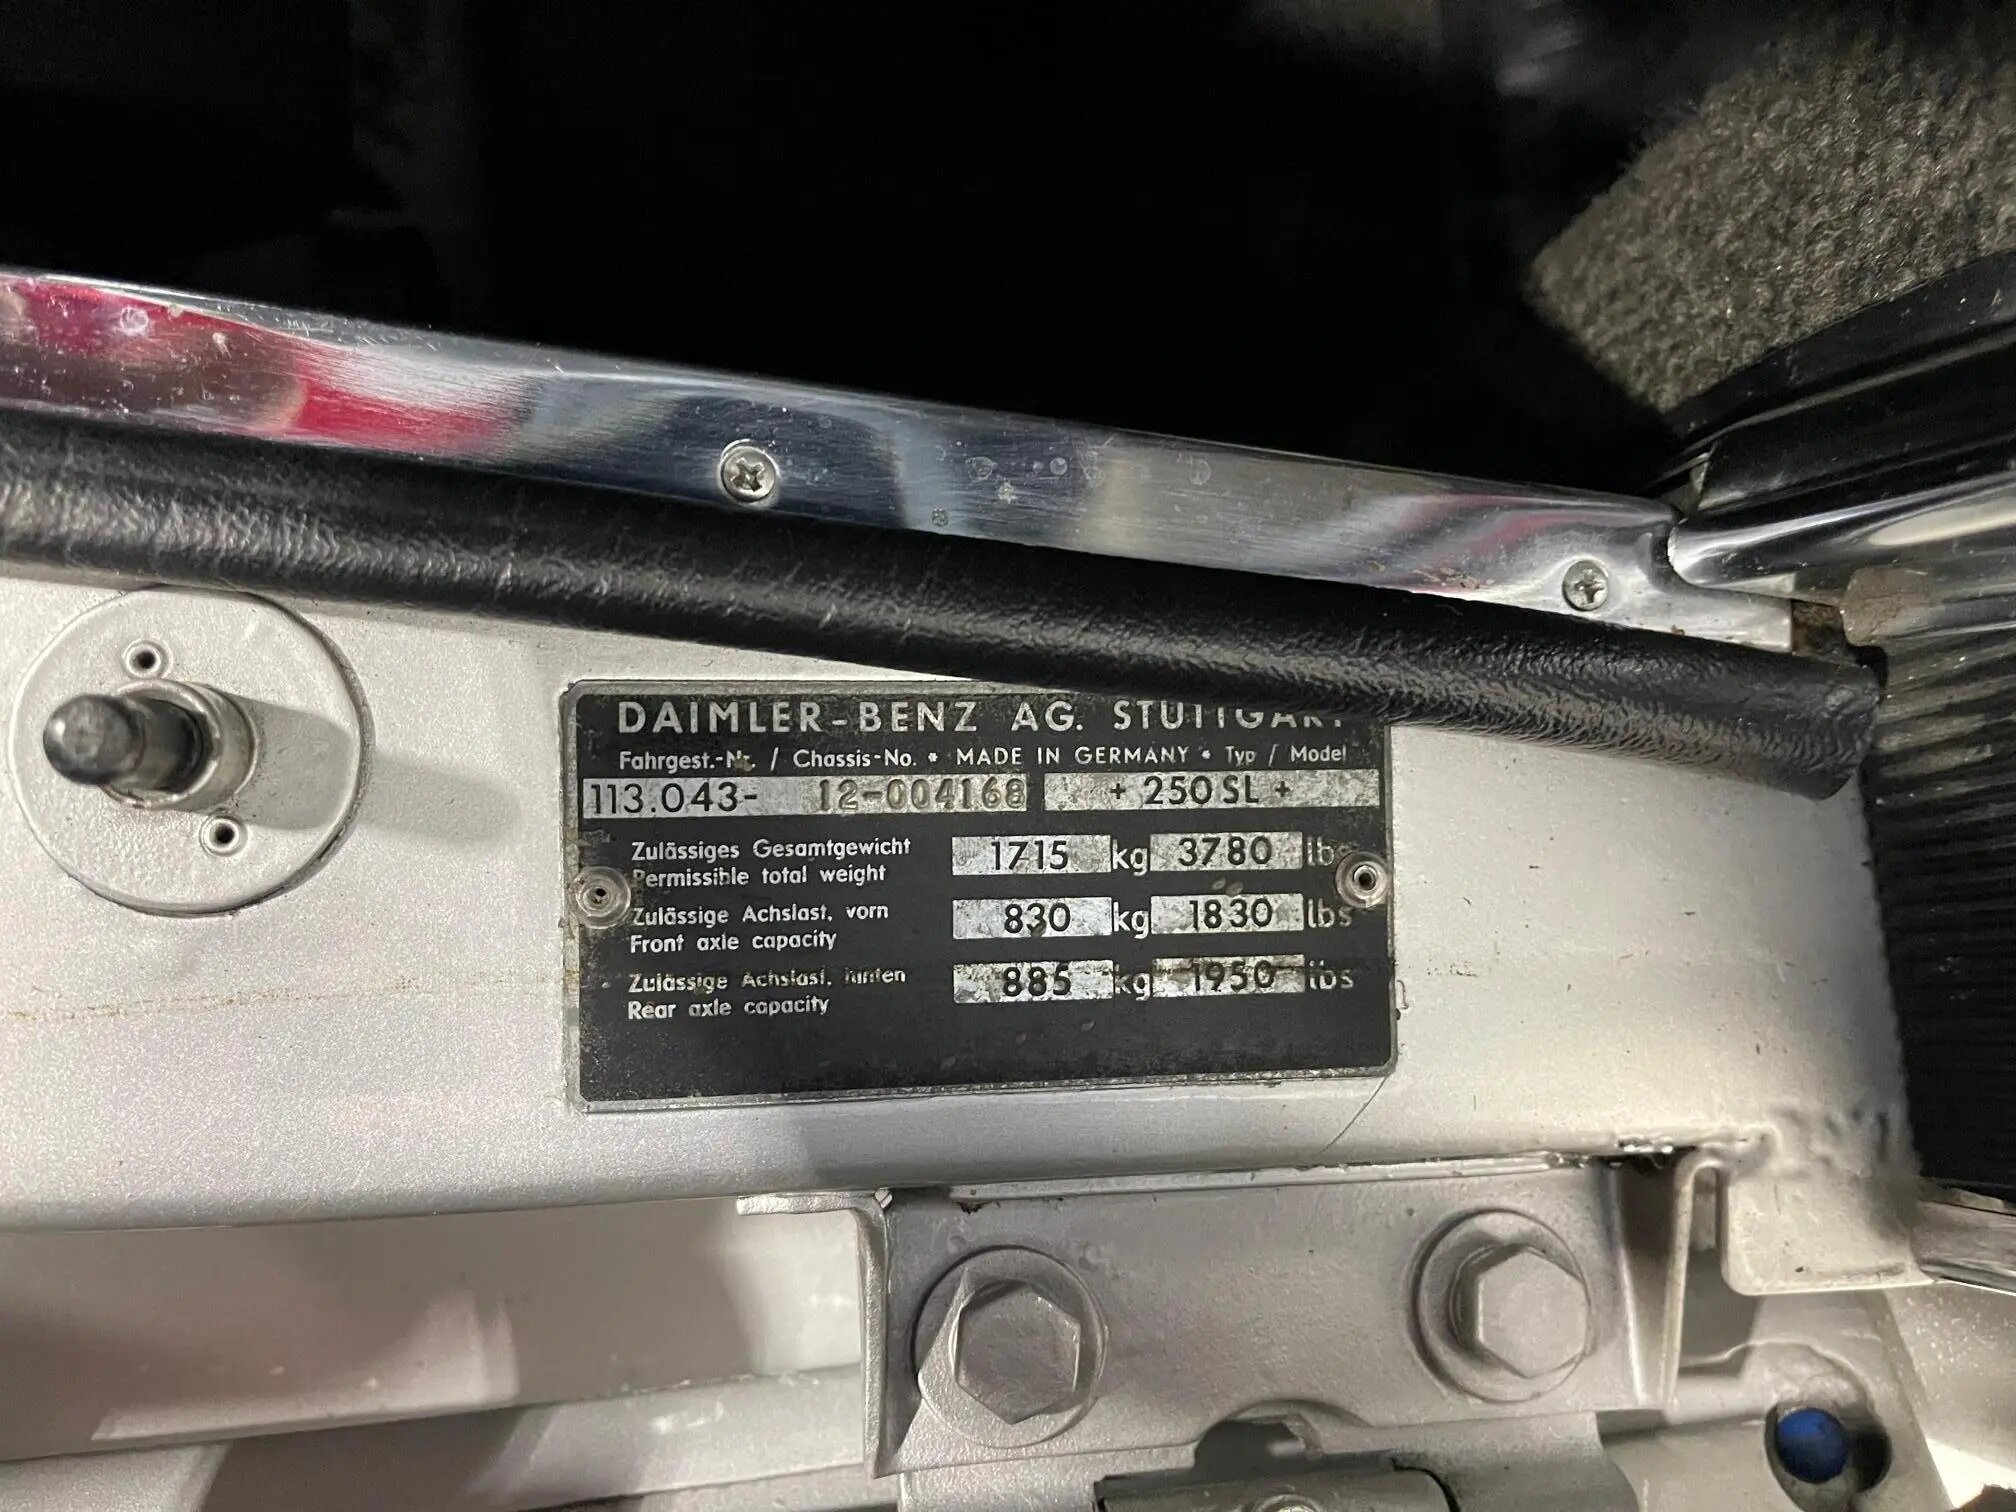 DAIMLER-BENZ AG. STUTTGART
Fahrgest.-Nr. / Chassis-No. * MADE IN GERMANY * Typ / Model
113.043- 12-004168 + 250 SL +
Zulässiges Gesamtgewicht
Permissible total weight 1715 kg 3780 lbs
Zulässige Achslast, vorn
Front axle capacity 830 kg 1830 lbs
Zulässige Achslast, hinten
Rear axle capacity 885 kg 1950 lbs